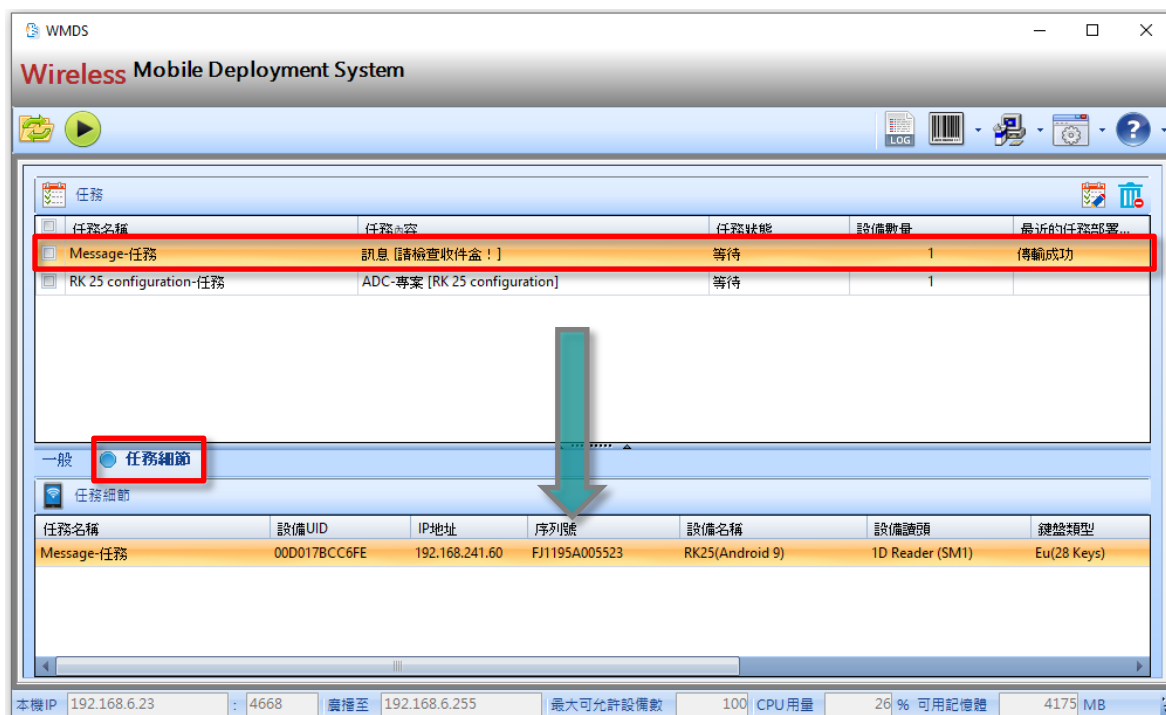 WMDS
Wireless Mobile Deployment System
LOG
任務
任務名稱 任務內容 任務狀態 設備數量 最近的任務部署...
Message-任務 訊息 [請檢查收件盒！] 等待 1 傳輸成功
RK 25 configuration-任務 ADC-專案 [RK 25 configuration] 等待 1
一般 任務細節
任務細節
任務名稱 設備UID IP地址 序列號 設備名稱 設備讀頭 鍵盤類型
Message-任務 00D017BCC6FE 192.168.241.60 FJ1195A005523 RK25(Android 9) 1D Reader (SM1) Eu(28 Keys)
本機IP 192.168.6.23 : 4668 廣播至 192.168.6.255 最大可允許設備數 100 CPU用量 26 % 可用記憶體 4175 MB